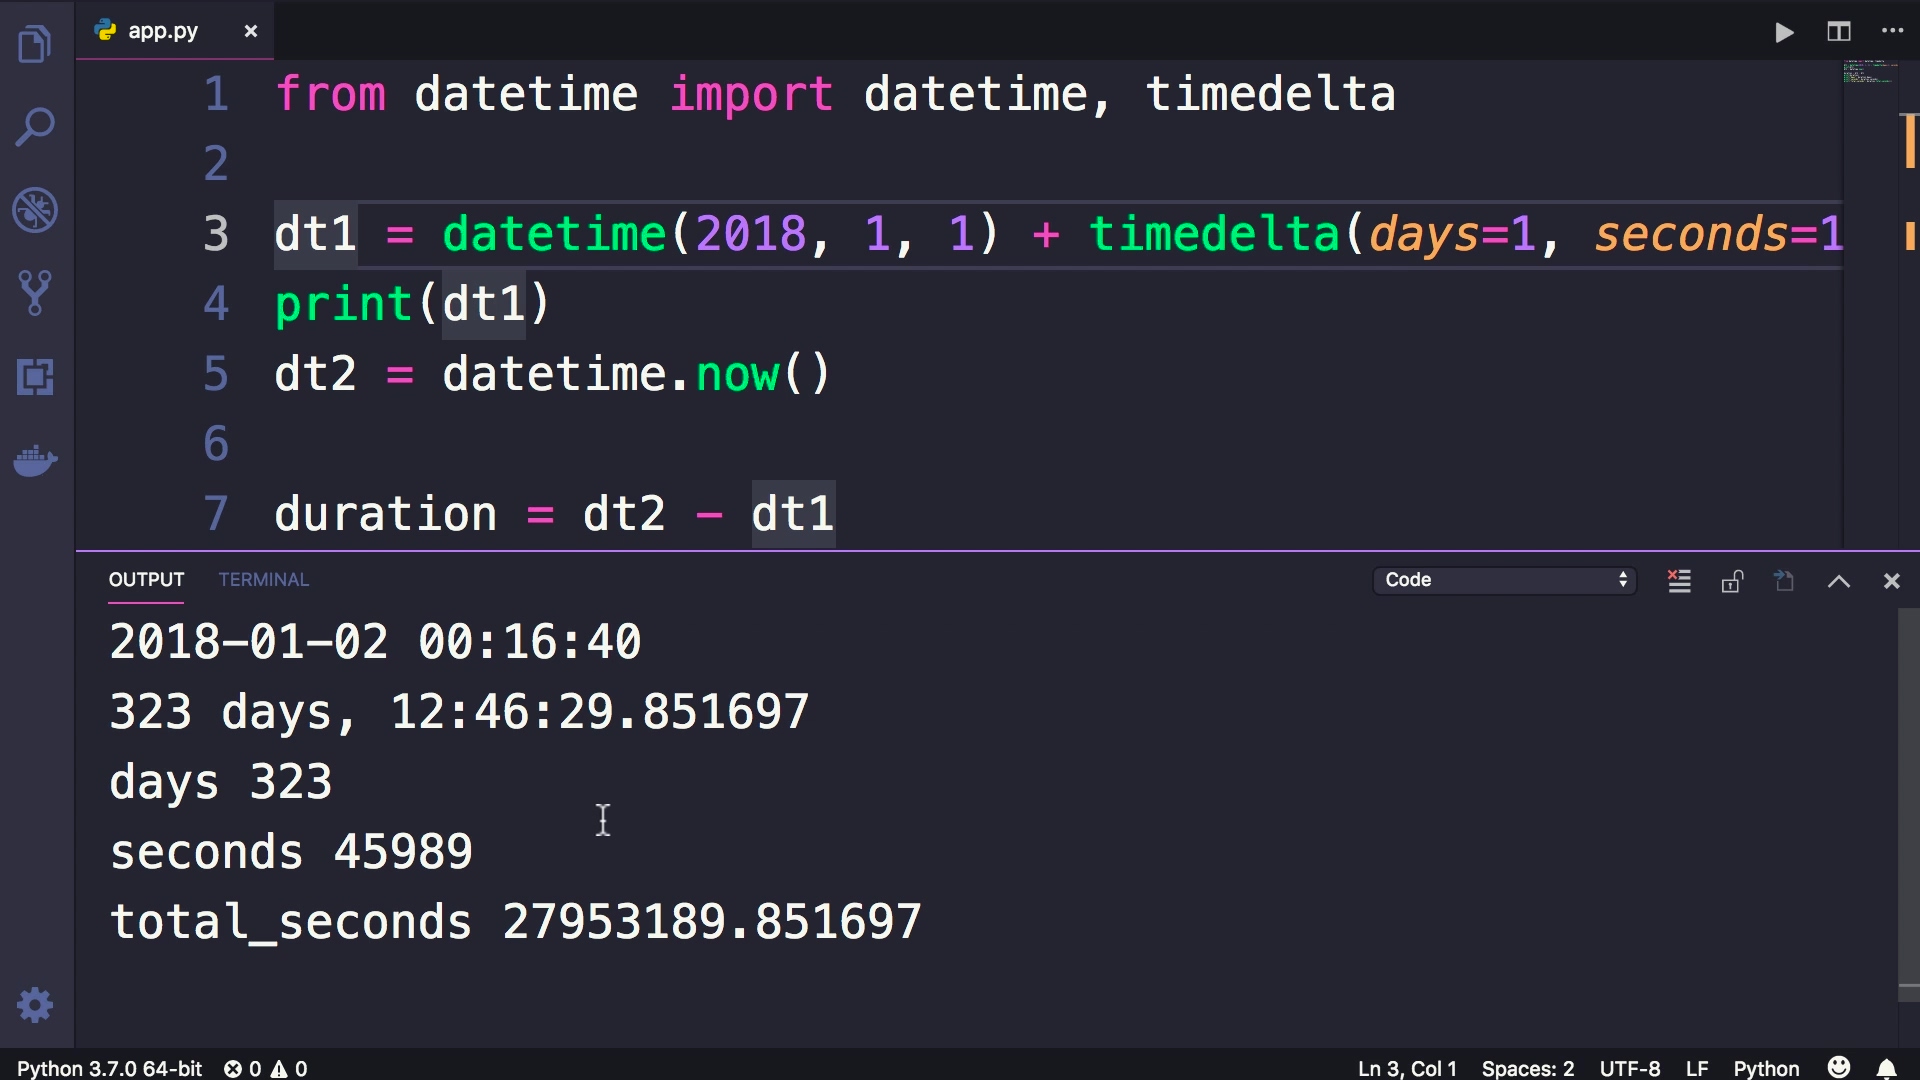 app.py
1 from datetime import datetime, timedelta
2
3 dt1 = datetime(2018, 1, 1) + timedelta(days=1, seconds=1
4 print(dt1)
5 dt2 = datetime.now()
6
7 duration = dt2 - dt1
OUTPUT TERMINAL Code
2018-01-02 00:16:40
323 days, 12:46:29.851697
days 323
seconds 45989
total_seconds 27953189.851697
Python 3.7.0 64-bit 0 0 Ln 3, Col 1 Spaces: 2 UTF-8 LF Python